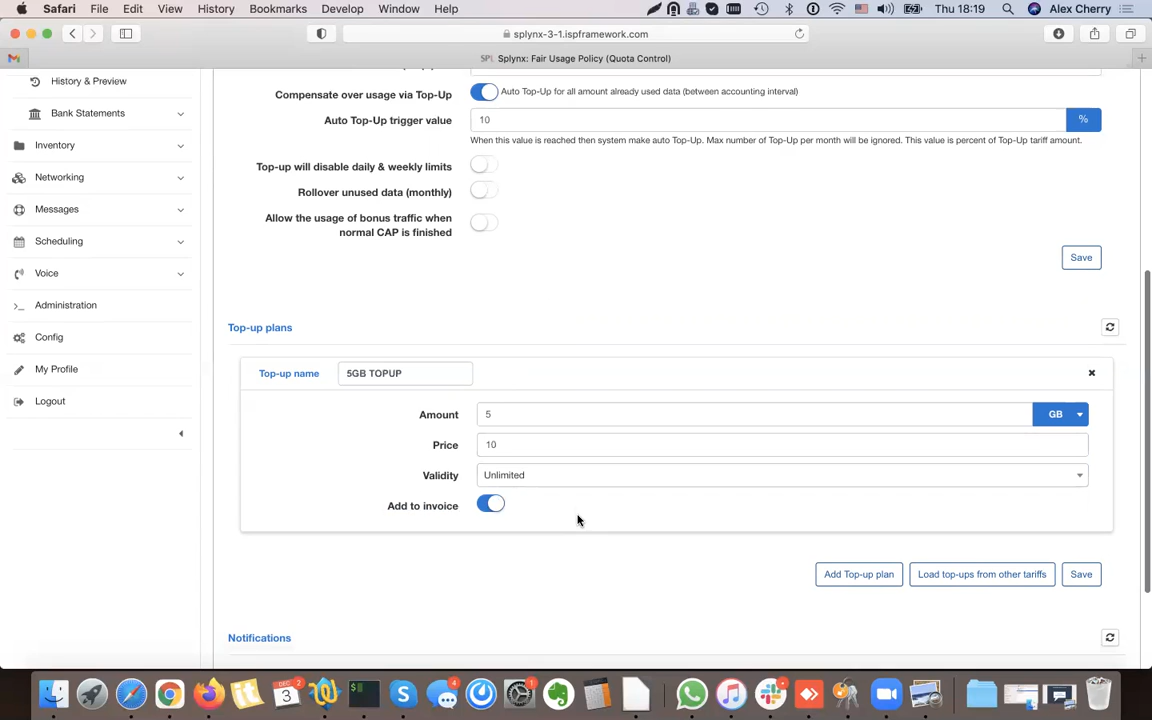 Safari File Edit View History Bookmarks Develop Window Help Thu 18:19 Alex Cherry
splynx-3-1.ispframework.com
SPL Splynx: Fair Usage Policy (Quota Control)
History & Preview
Bank Statements
Inventory
Networking
Messages
Scheduling
Voice
Administration
Config
My Profile
Logout
Compensate over usage via Top-Up Auto Top-Up for all amount already used data (between accounting interval)
Auto Top-Up trigger value 10 %
When this value is reached then system make auto Top-Up. Max number of Top-Up per month will be ignored. This value is percent of Top-Up tariff amount.
Top-up will disable daily & weekly limits
Rollover unused data (monthly)
Allow the usage of bonus traffic when
normal CAP is finished
Save
Top-up plans
Top-up name 5GB TOPUP
Amount 5 GB
Price 10
Validity Unlimited
Add to invoice
Add Top-up plan Load top-ups from other tariffs Save
Notifications
DEC 2
3
4
1